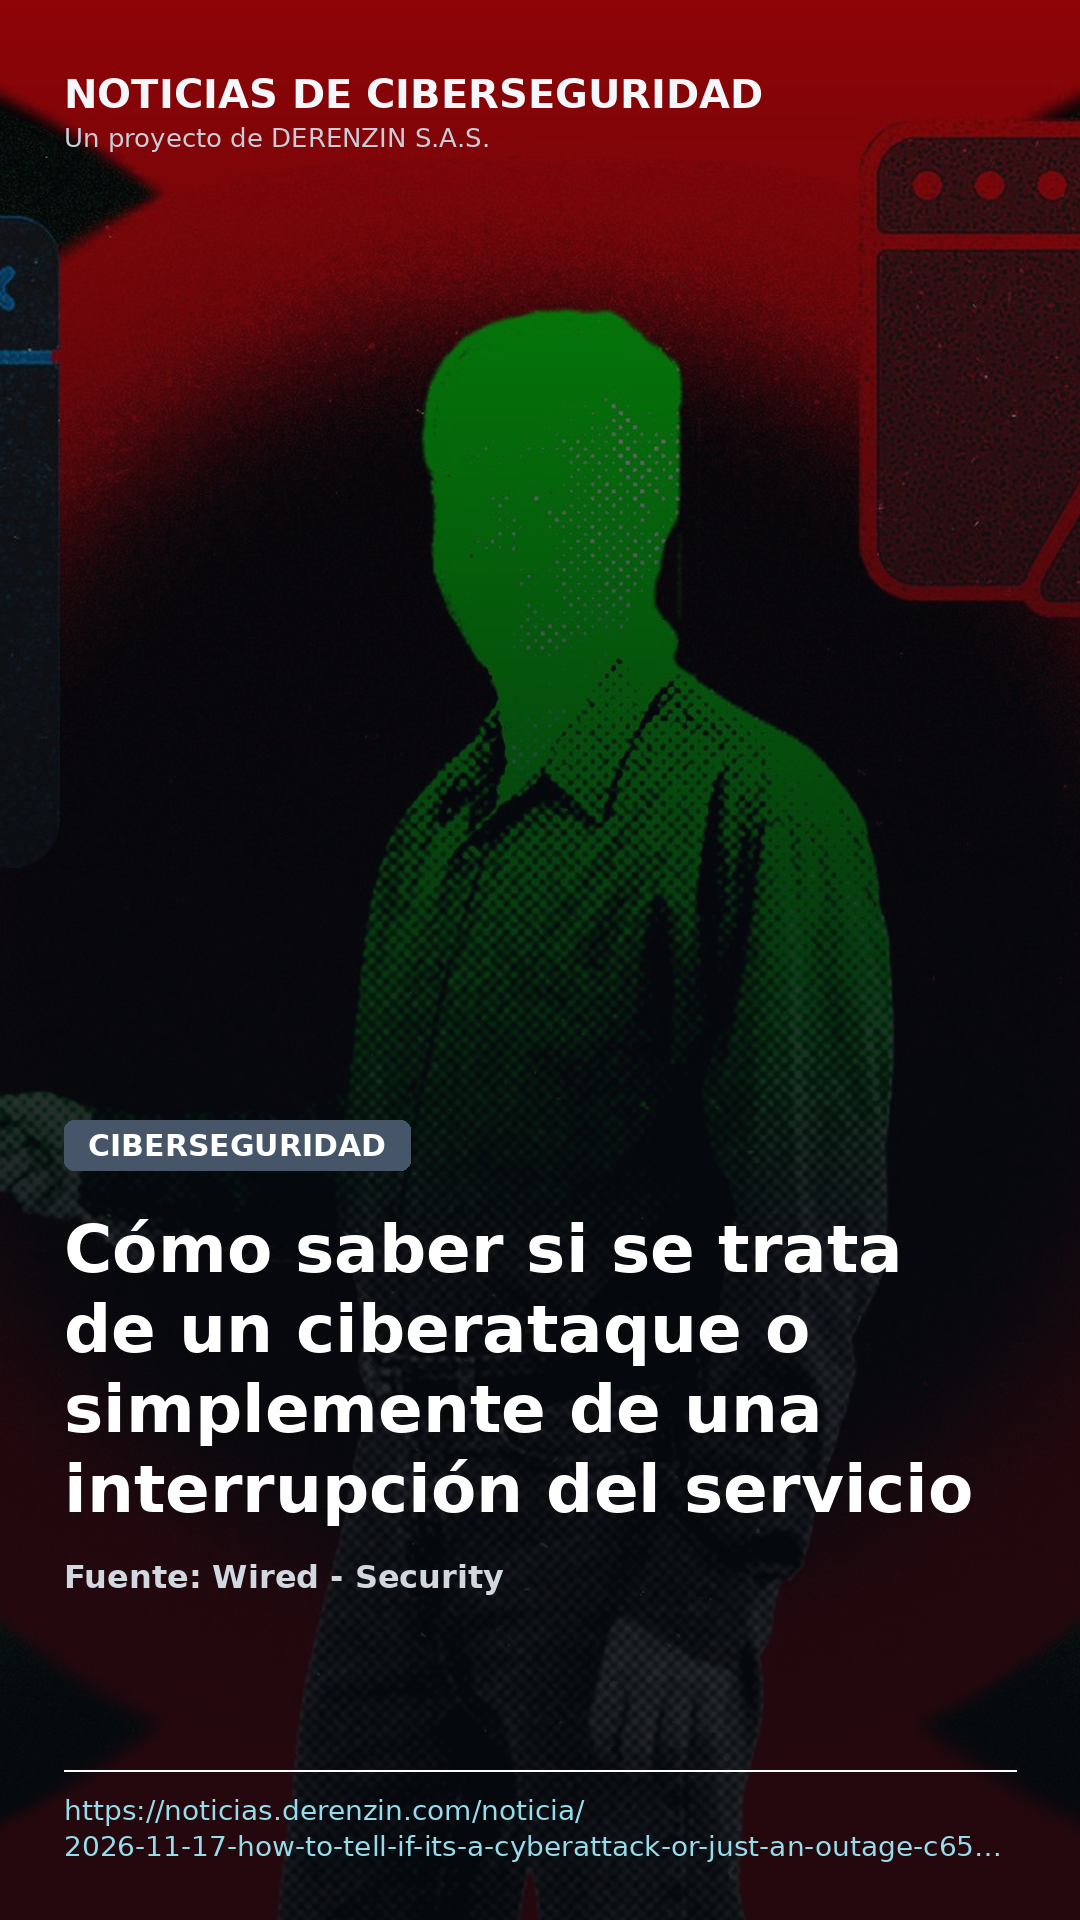 NOTICIAS DE CIBERSEGURIDAD
Un proyecto de DERENZIN S.A.S.
CIBERSEGURIDAD
Cómo saber si se trata
de un ciberataque o
simplemente de una
interrupción del servicio
Fuente: Wired - Security
https://noticias.derenzin.com/noticia/
2026-11-17-how-to-tell-if-its-a-cyberattack-or-just-an-outage-c65…